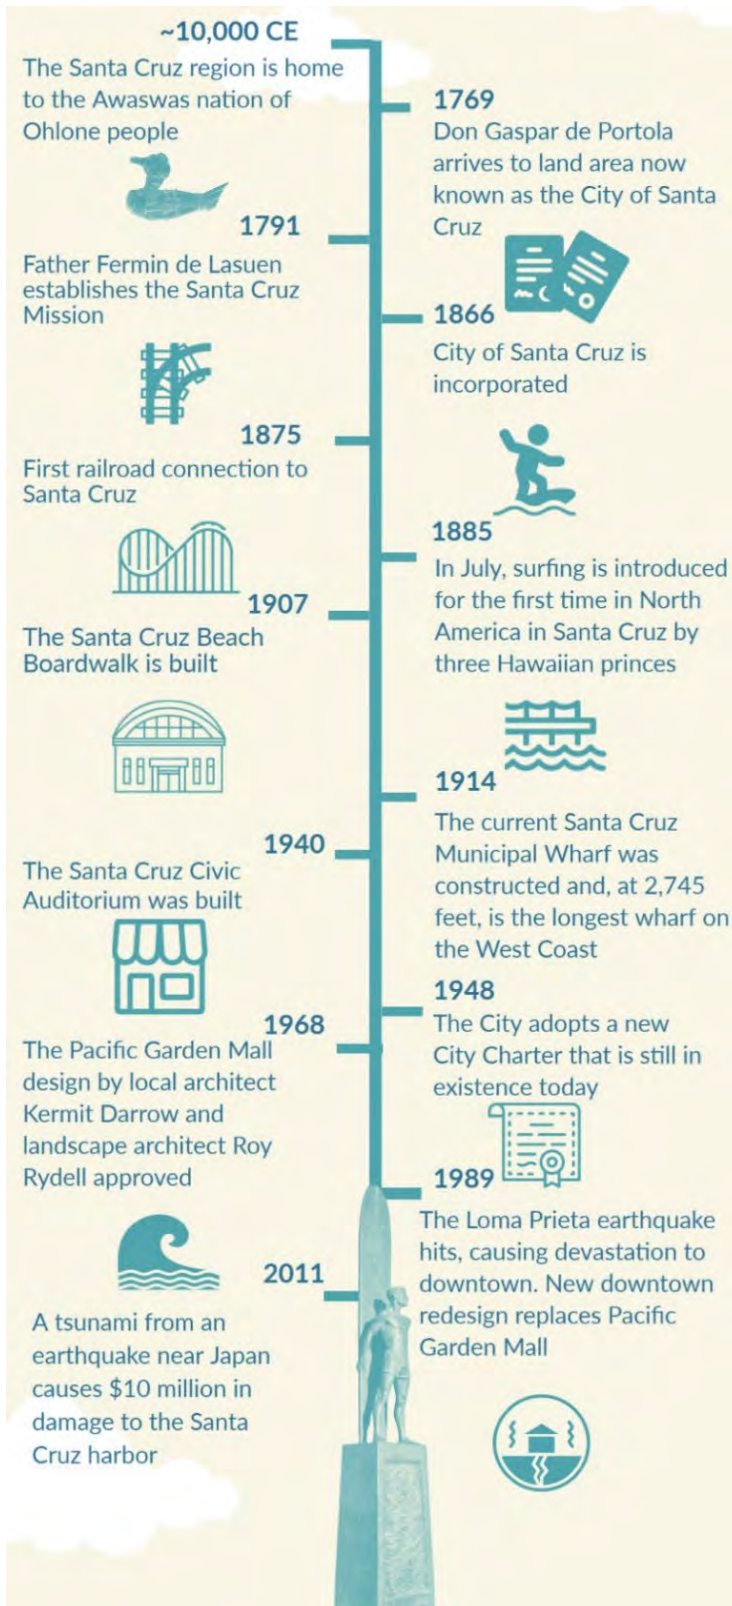 ~10,000 CE
The Santa Cruz region is home
to the Awaswas nation of
Ohlone people
1769
Don Gaspar de Portola
arrives to land area now
known as the City of Santa
Cruz
1791
Father Fermin de Lasuen
establishes the Santa Cruz
Mission
1866
City of Santa Cruz is
incorporated
1875
First railroad connection to
Santa Cruz
1885
In July, surfing is introduced
for the first time in North
America in Santa Cruz by
three Hawaiian princes
1907
The Santa Cruz Beach
Boardwalk is built
1914
The current Santa Cruz
Municipal Wharf was
constructed and, at 2,745
feet, is the longest wharf on
the West Coast
1940
The Santa Cruz Civic
Auditorium was built
1948
The City adopts a new
City Charter that is still in
existence today
1968
The Pacific Garden Mall
design by local architect
Kermit Darrow and
landscape architect Roy
Rydell approved
1989
The Loma Prieta earthquake
hits, causing devastation to
downtown. New downtown
redesign replaces Pacific
Garden Mall
2011
A tsunami from an
earthquake near Japan
causes $10 million in
damage to the Santa
Cruz harbor